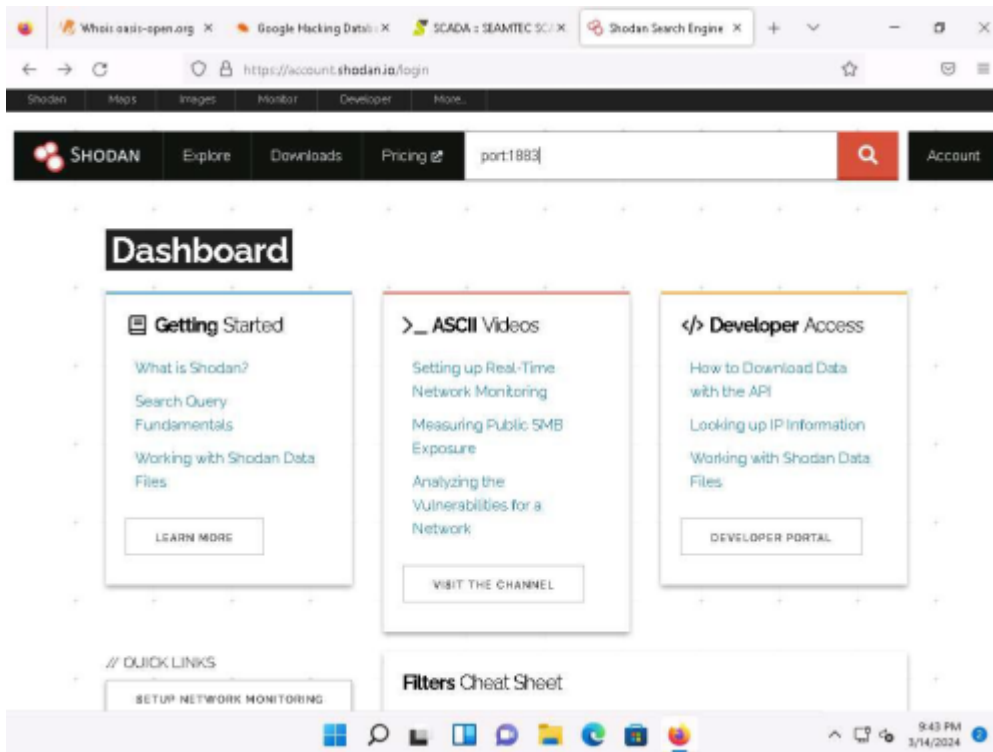 Whois oasis-open.org
Google Hacking Datab
SCADA :: SEAMTEC SC
Shodan Search Engine
https://account.shodan.io/login
Shodan
Maps
Images
Monitor
Developer
More...
SHODAN
Explore
Downloads
Pricing
port:1883
Account
Dashboard
Getting Started
What is Shodan?
Search Query
Fundamentals
Working with Shodan Data
Files
LEARN MORE
>_ ASCII Videos
Setting up Real-Time
Network Monitoring
Measuring Public SMB
Exposure
Analyzing the
Vulnerabilities for a
Network
VISIT THE CHANNEL
</> Developer Access
How to Download Data
with the API
Looking up IP Information
Working with Shodan Data
Files
DEVELOPER PORTAL
// QUICK LINKS
SETUP NETWORK MONITORING
Filters Cheat Sheet
9:43 PM
3/14/2024
2